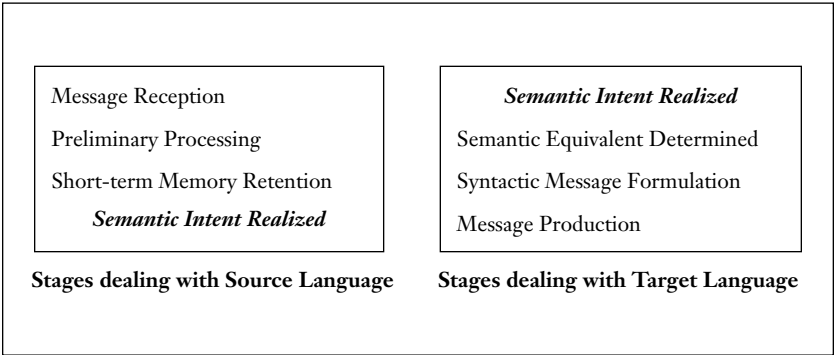 Message Reception
Preliminary Processing
Short-term Memory Retention
Semantic Intent Realized
Stages dealing with Source Language
Semantic Intent Realized
Semantic Equivalent Determined
Syntactic Message Formulation
Message Production
Stages dealing with Target Language